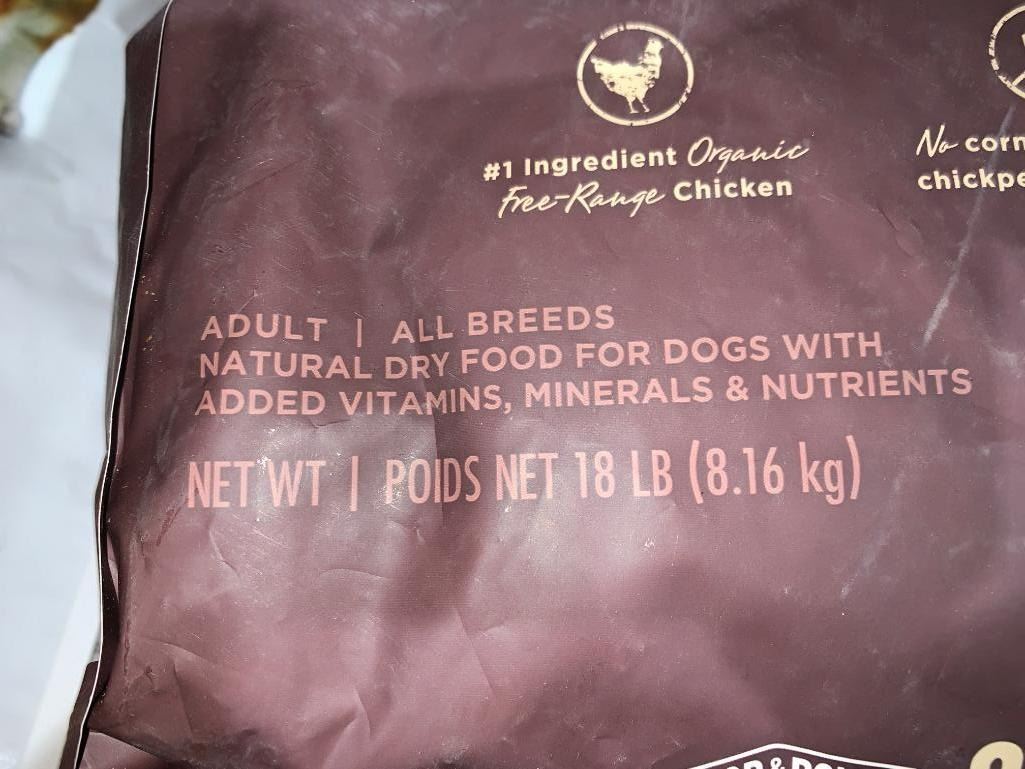 #1 Ingredient Organic
Free-Range Chicken
No corn
ADULT | ALL BREEDS
NATURAL DRY FOOD FOR DOGS WITH
ADDED VITAMINS, MINERALS & NUTRIENTS
NET WT | POIDS NET 18 LB (8.16 kg)